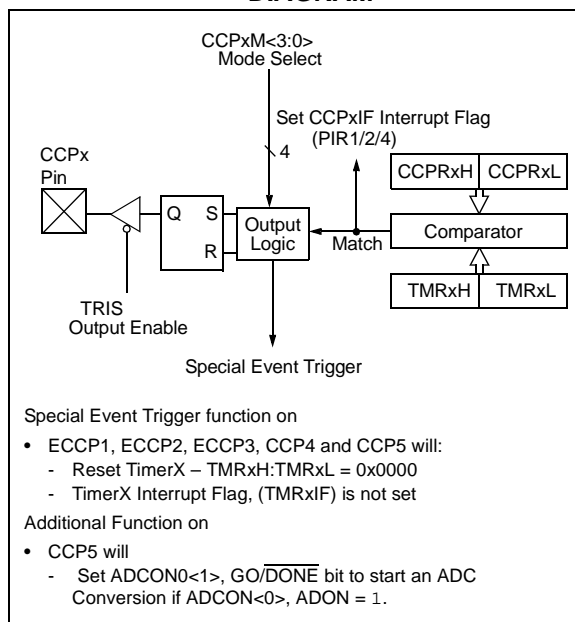 DIAGRAM
CCPxM<3:0>
Mode Select
Set CCPxIF Interrupt Flag
(PIR1/2/4)
4
CCPx
Pin
CCPRxH CCPRxL
Q S
R
Output
Logic
Match
Comparator
TRIS
Output Enable
TMRxH TMRxL
Special Event Trigger
Special Event Trigger function on
• ECCP1, ECCP2, ECCP3, CCP4 and CCP5 will:
- Reset TimerX – TMRxH:TMRxL = 0x0000
- TimerX Interrupt Flag, (TMRxIF) is not set
Additional Function on
• CCP5 will
- Set ADCON0<1>, GO/DONE bit to start an ADC
Conversion if ADCON<0>, ADON = 1.